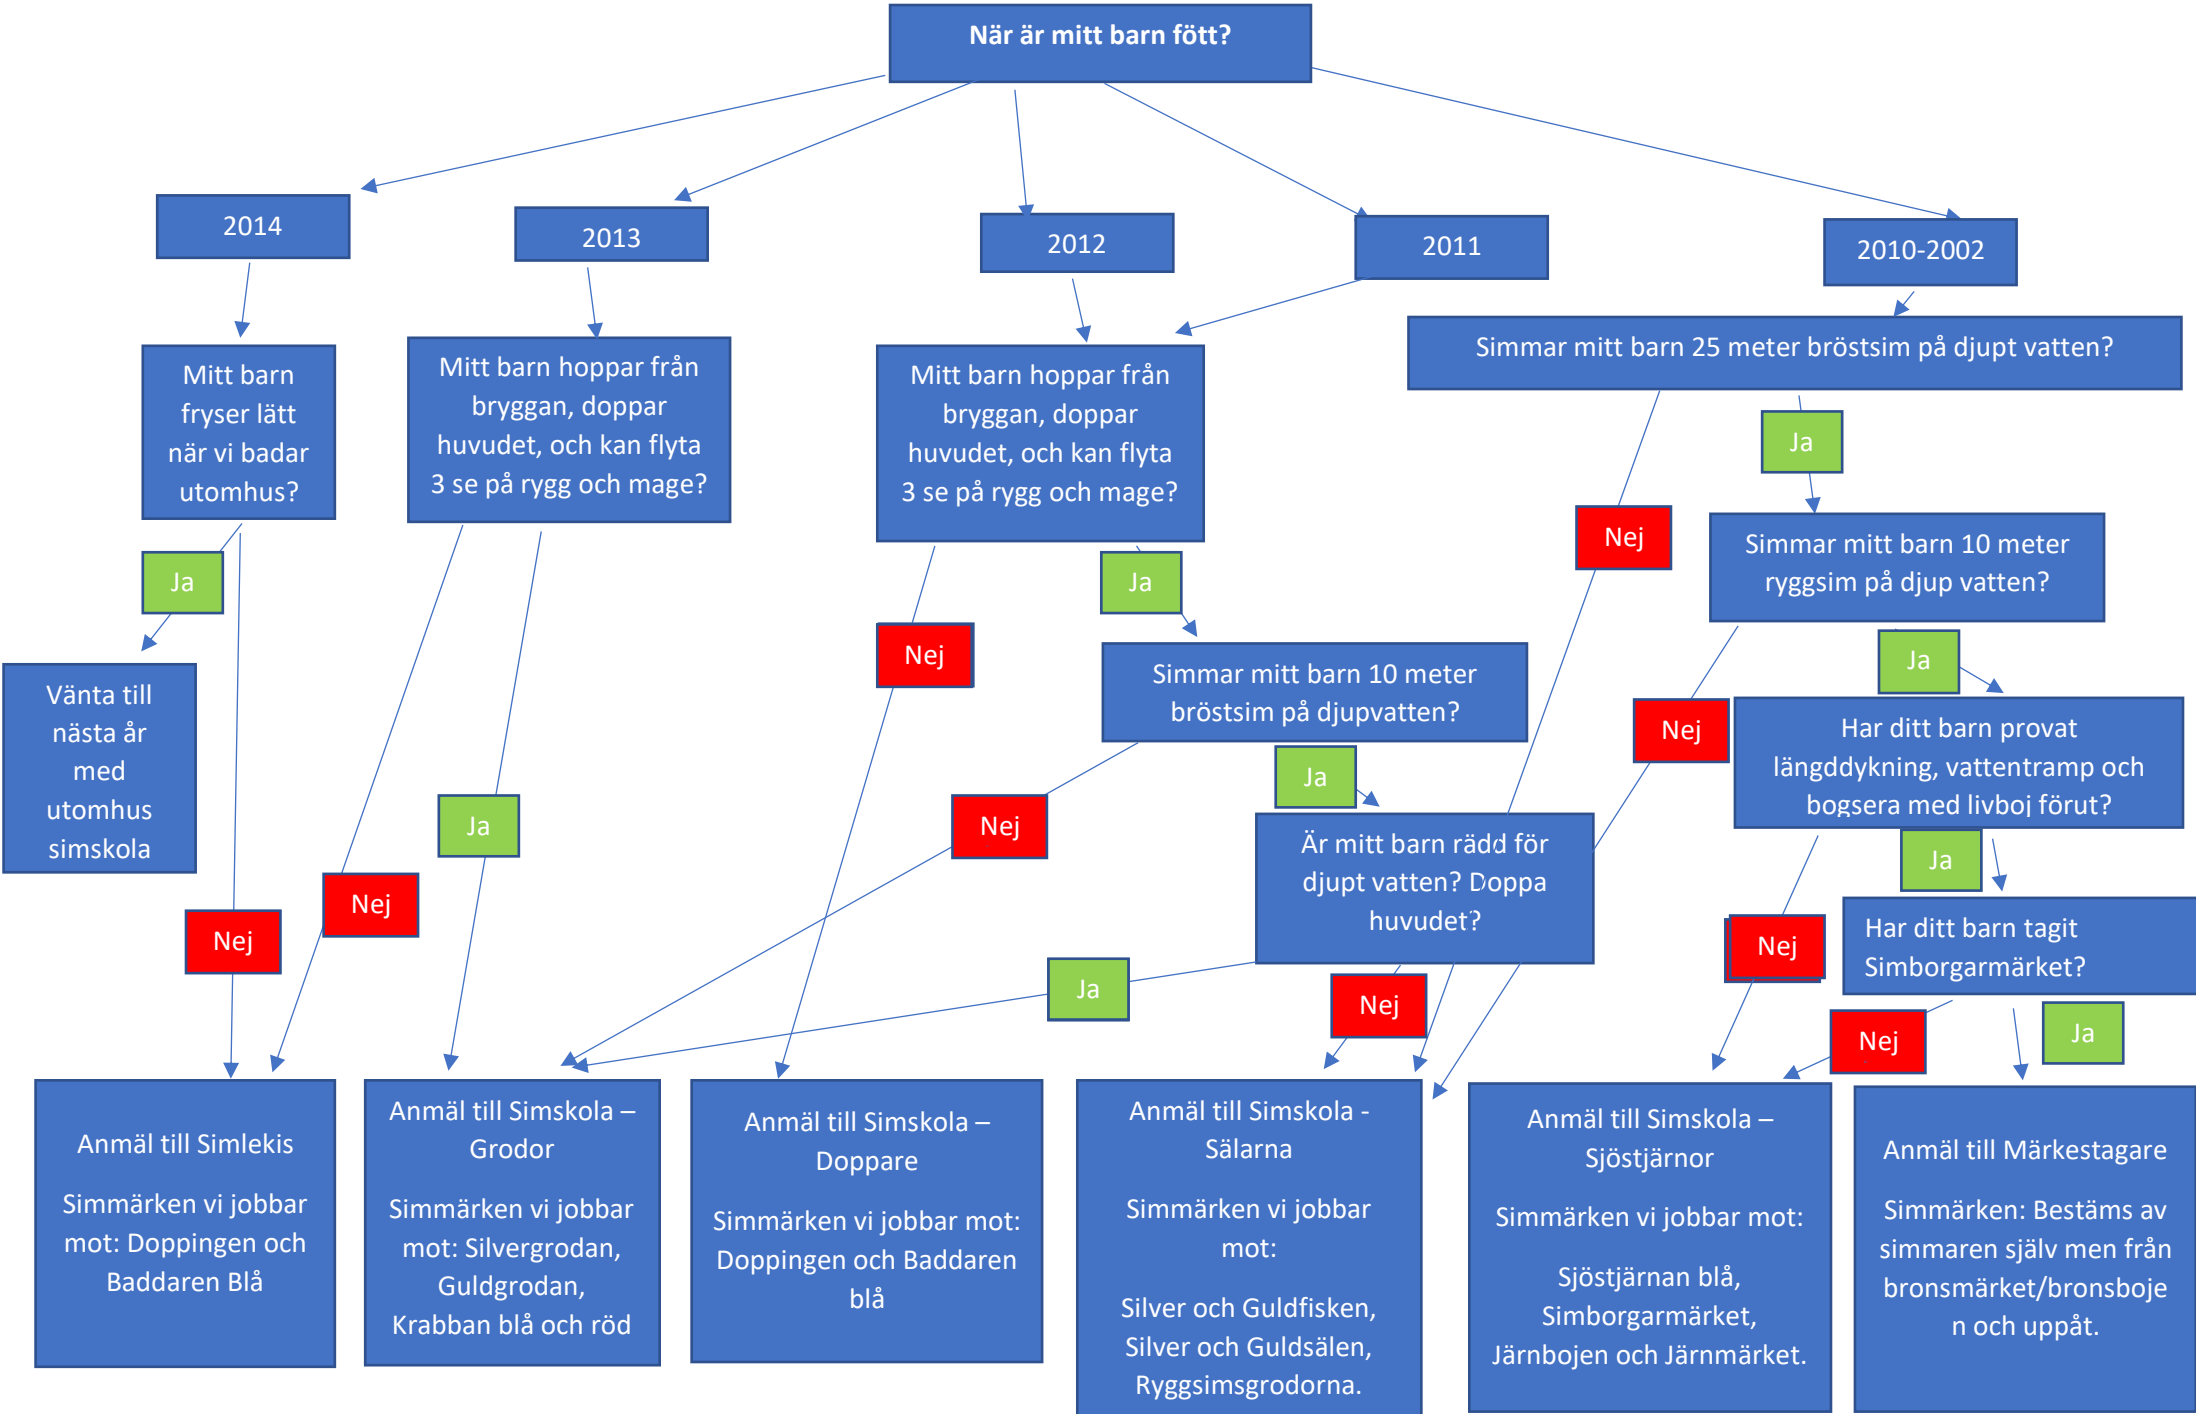 När är mitt barn fött?
2014
2013
2012
2011
2010-2002
Mitt barn
fryser lätt
när vi badar
utomhus?
Mitt barn hoppar från
bryggan, doppar
huvudet, och kan flyta
3 se på rygg och mage?
Mitt barn hoppar från
bryggan, doppar
huvudet, och kan flyta
3 se på rygg och mage?
Simmar mitt barn 25 meter bröstsim på djupt vatten?
Ja
Nej
Simmar mitt barn 10 meter
ryggsim på djup vatten?
Ja
Ja
Nej
Ja
Vänta till
nästa år
med
utomhus
simskola
Simmar mitt barn 10 meter
bröstsim på djupvatten?
Nej
Har ditt barn provat
längddykning, vattentramp och
bogsera med livboj förut?
Ja
Ja
Nej
Ja
Är mitt barn rädd för
djupt vatten? Doppa
huvudet?
Nej
Nej
Nej
Har ditt barn tagit
Simborgarmärket?
Ja
Nej
Nej
Ja
Anmäl till Simlekis
Simmärken vi jobbar
mot: Doppingen och
Baddaren Blå
Anmäl till Simskola –
Grodor
Simmärken vi jobbar
mot: Silvergrodan,
Guldgrodan,
Krabban blå och röd
Anmäl till Simskola –
Doppare
Simmärken vi jobbar mot:
Doppingen och Baddaren
blå
Anmäl till Simskola -
Sälarna
Simmärken vi jobbar
mot:
Silver och Guldfisken,
Silver och Guldsälen,
Ryggsimsgrodorna.
Anmäl till Simskola –
Sjöstjärnor
Simmärken vi jobbar mot:
Sjöstjärnan blå,
Simborgarmärket,
Järnbojen och Järnmärket.
Anmäl till Märkestagare
Simmärken: Bestäms av
simmaren själv men från
bronsmärket/bronsboje
n och uppåt.